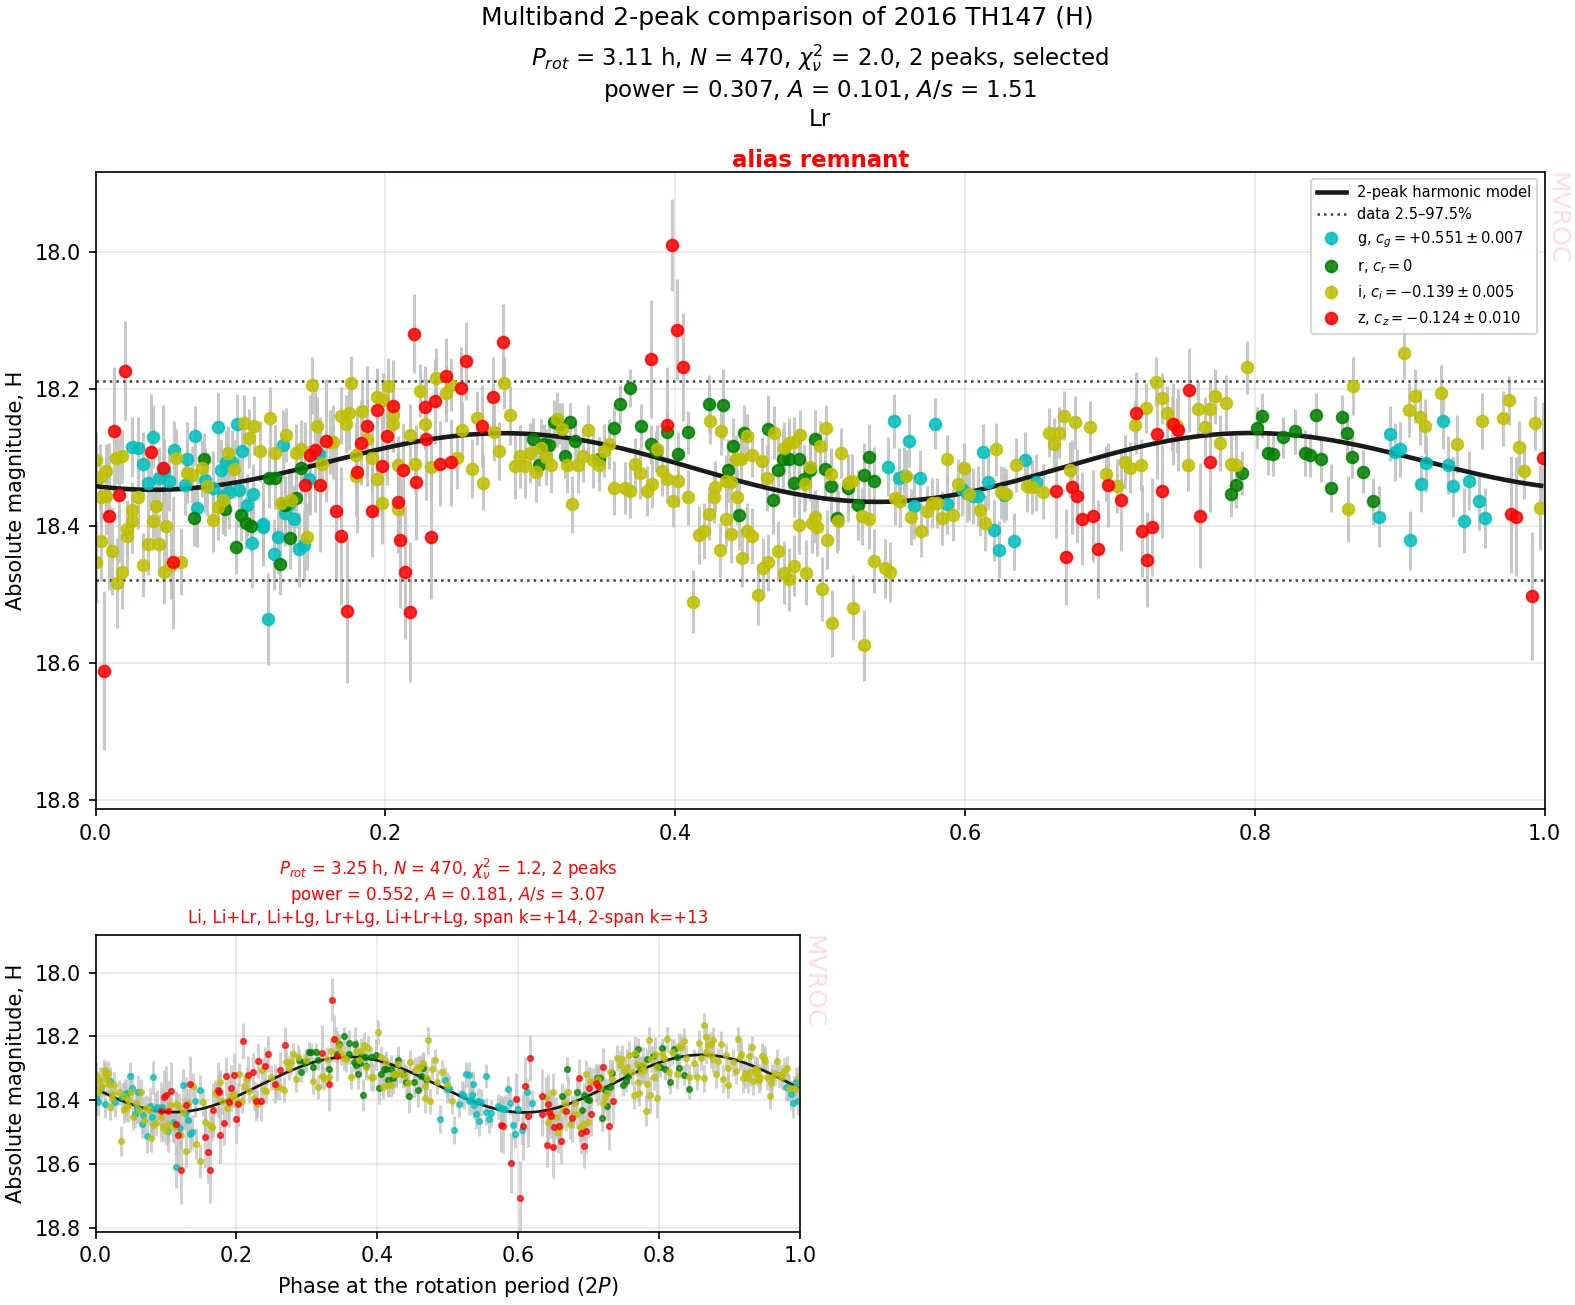 Multiband 2-peak comparison of 2016 TH147 (H)
P_rot = 3.11 h, N = 470, χ²_ν = 2.0, 2 peaks, selected
power = 0.307, A = 0.101, A/s = 1.51
Lr
alias remnant
2-peak harmonic model
data 2.5–97.5%
g, c_g = +0.551 ± 0.007
r, c_r = 0
i, c_i = −0.139 ± 0.005
z, c_z = −0.124 ± 0.010
MVROC
Absolute magnitude, H
18.0
18.2
18.4
18.6
18.8
0.0 0.2 0.4 0.6 0.8 1.0
P_rot = 3.25 h, N = 470, χ²_ν = 1.2, 2 peaks
power = 0.552, A = 0.181, A/s = 3.07
Li, Li+Lr, Li+Lg, Lr+Lg, Li+Lr+Lg, span k=+14, 2-span k=+13
MVROC
Absolute magnitude, H
18.0
18.2
18.4
18.6
18.8
0.0 0.2 0.4 0.6 0.8 1.0
Phase at the rotation period (2P)